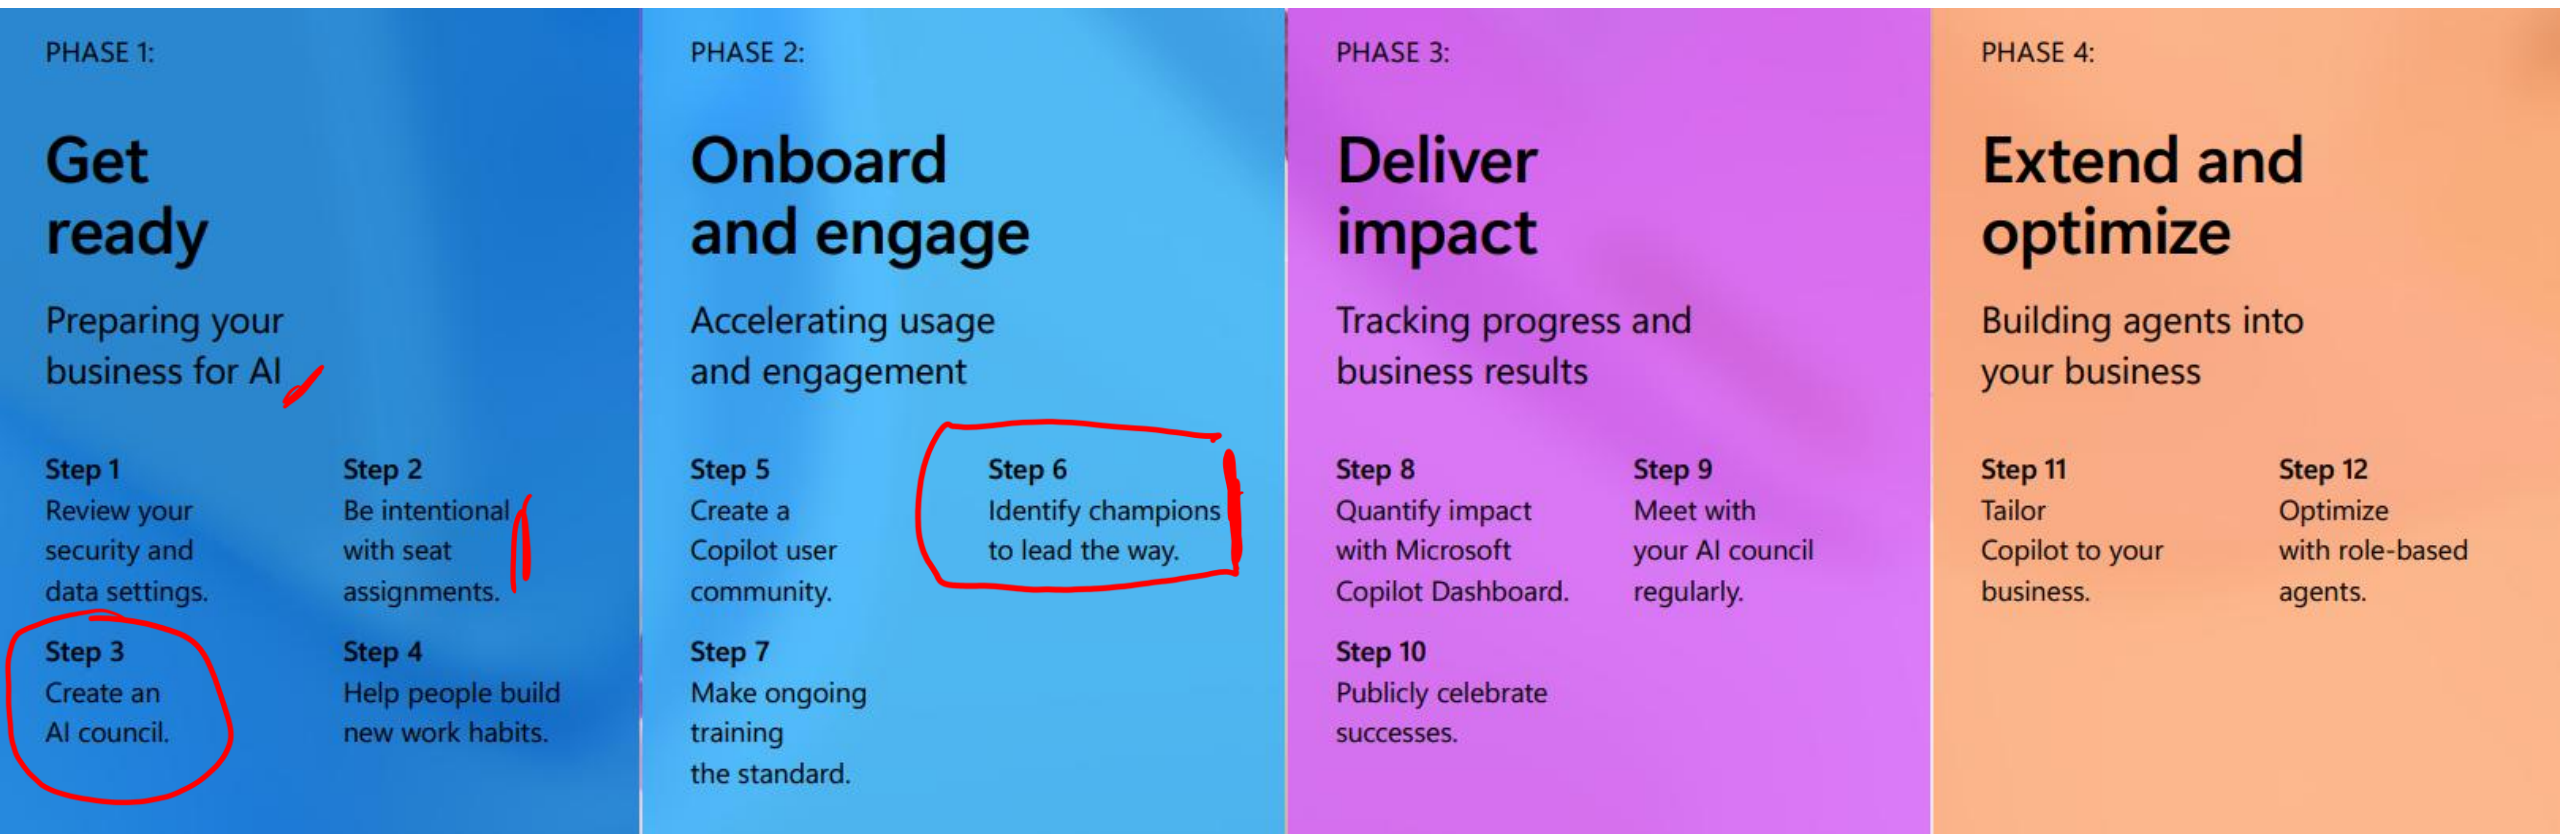 PHASE 1:
Get
ready
Preparing your
business for AI
Step 1
Review your
security and
data settings.
Step 2
Be intentional
with seat
assignments.
Step 3
Create an
AI council.
Step 4
Help people build
new work habits.
PHASE 2:
Onboard
and engage
Accelerating usage
and engagement
Step 5
Create a
Copilot user
community.
Step 6
Identify champions
to lead the way.
Step 7
Make ongoing
training
the standard.
PHASE 3:
Deliver
impact
Tracking progress and
business results
Step 8
Quantify impact
with Microsoft
Copilot Dashboard.
Step 9
Meet with
your AI council
regularly.
Step 10
Publicly celebrate
successes.
PHASE 4:
Extend and
optimize
Building agents into
your business
Step 11
Tailor
Copilot to your
business.
Step 12
Optimize
with role-based
agents.